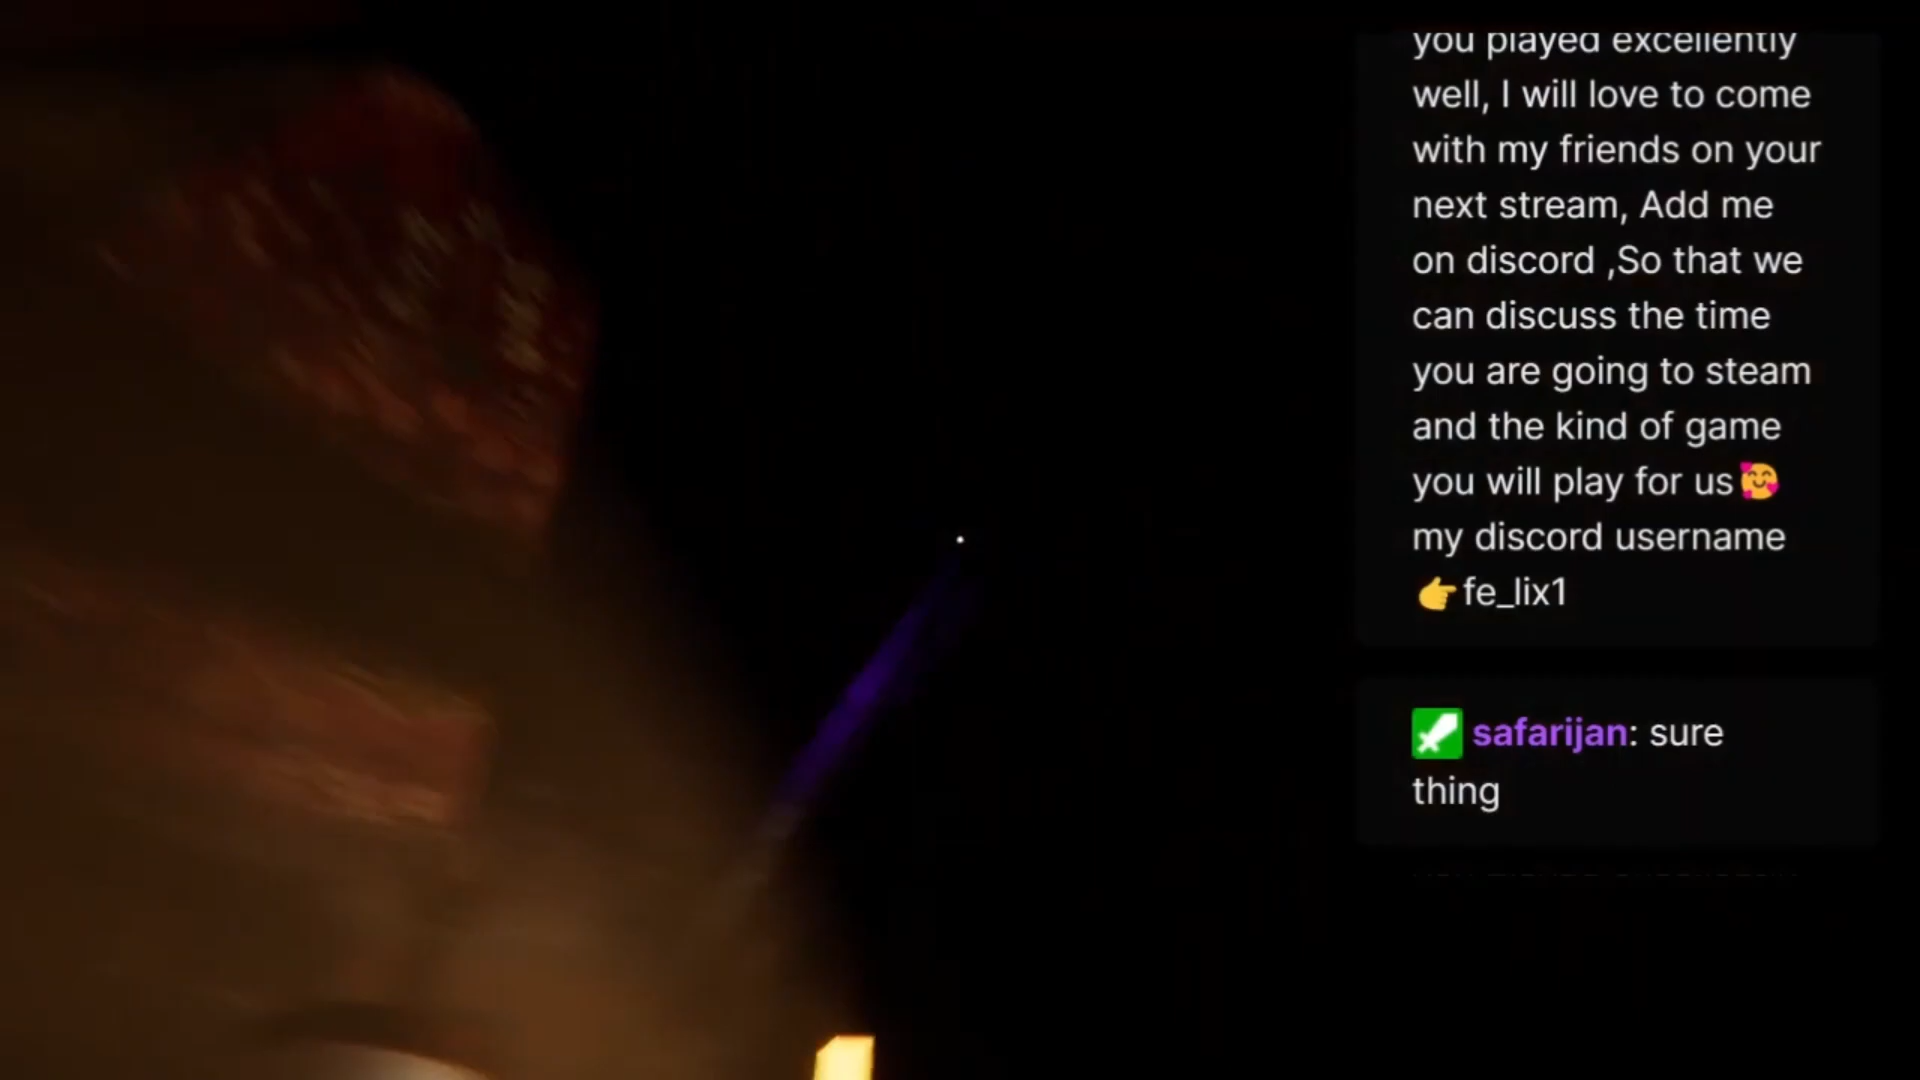 you played excellently
well, I will love to come
with my friends on your
next stream, Add me
on discord ,So that we
can discuss the time
you are going to steam
and the kind of game
you will play for us🥰
my discord username
👉fe_lix1
safarijan: sure
thing